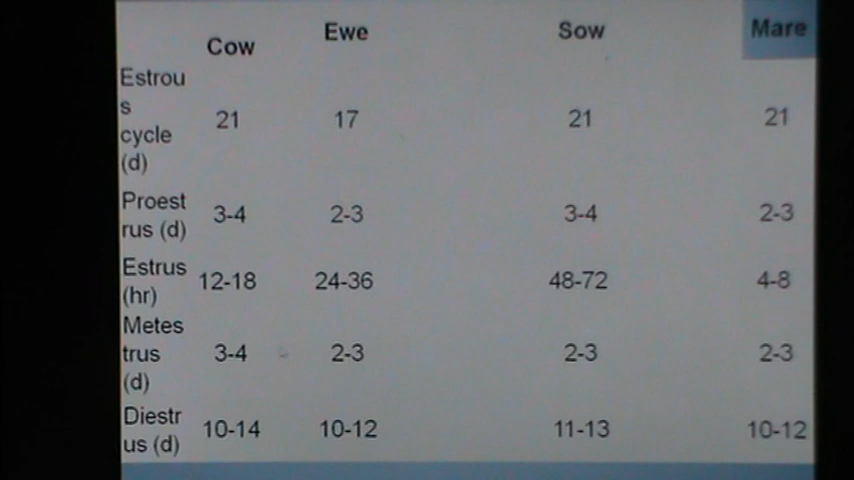 Cow Ewe Sow Mare
Estrou
s
cycle
(d) 21 17 21 21
Proest
rus (d) 3-4 2-3 3-4 2-3
Estrus
(hr) 12-18 24-36 48-72 4-8
Metes
trus
(d) 3-4 2-3 2-3 2-3
Diestr
us (d) 10-14 10-12 11-13 10-12